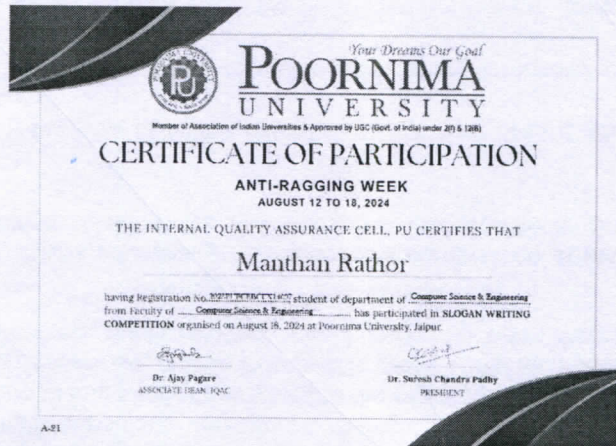 Your Dreams Our Goal
PU
POORNIMA
UNIVERSITY
Member of Association of Indian Universities & Approved by UGC (Govt. of India) under 2(f) & 12(B)
CERTIFICATE OF PARTICIPATION
ANTI-RAGGING WEEK
AUGUST 12 TO 18, 2024
THE INTERNAL QUALITY ASSURANCE CELL, PU CERTIFIES THAT
Manthan Rathor
having Registration No. student of department of Computer Science & Engineering
from Faculty of Computer Science & Engineering has participated in SLOGAN WRITING
COMPETITION organised on August 18, 2024 at Poornima University, Jaipur.
Dr. Ajay Pagare
ASSOCIATE DEAN, IQAC
Dr. Suresh Chandra Padhy
PRESIDENT
A-21